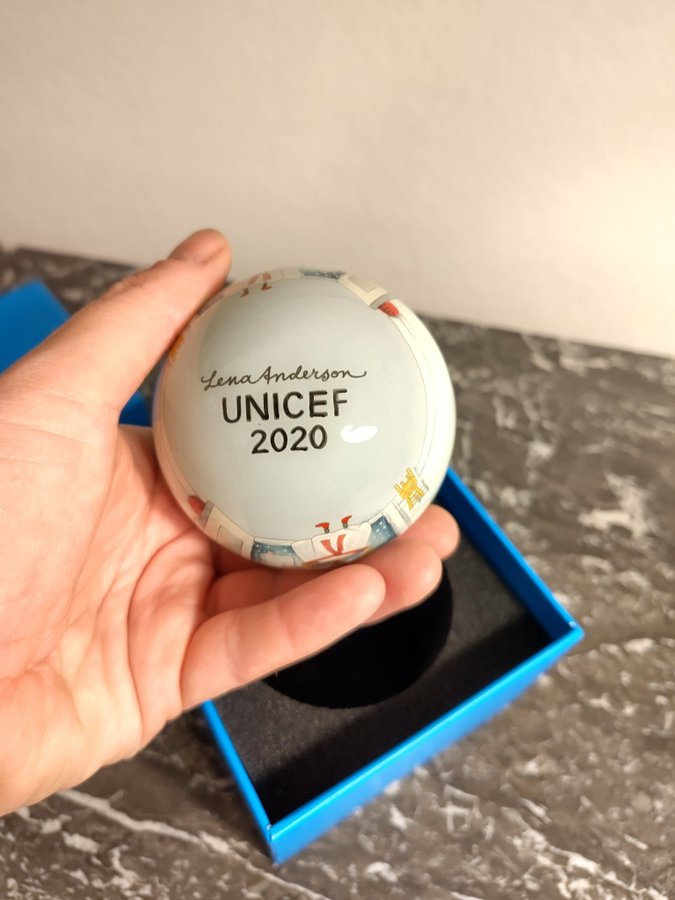 Lena Anderson
UNICEF
2020